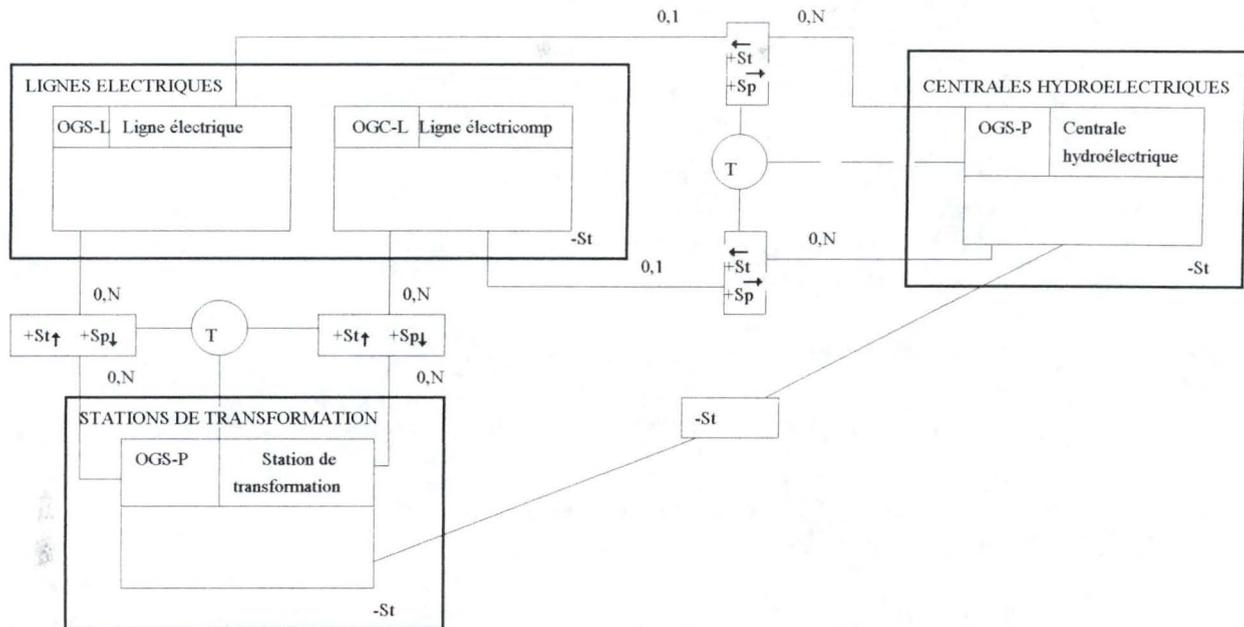 0,1
0,N
+St
+Sp
LIGNES ELECTRIQUES
OGS-L Ligne électrique
OGC-L Ligne électricomp
-St
CENTRALES HYDROELECTRIQUES
OGS-P Centrale
hydroélectrique
-St
T
0,1
0,N
+St
+Sp
0,N
0,N
+St↑ +Sp↓
T
+St↑ +Sp↓
0,N
0,N
STATIONS DE TRANSFORMATION
OGS-P Station de
transformation
-St
-St